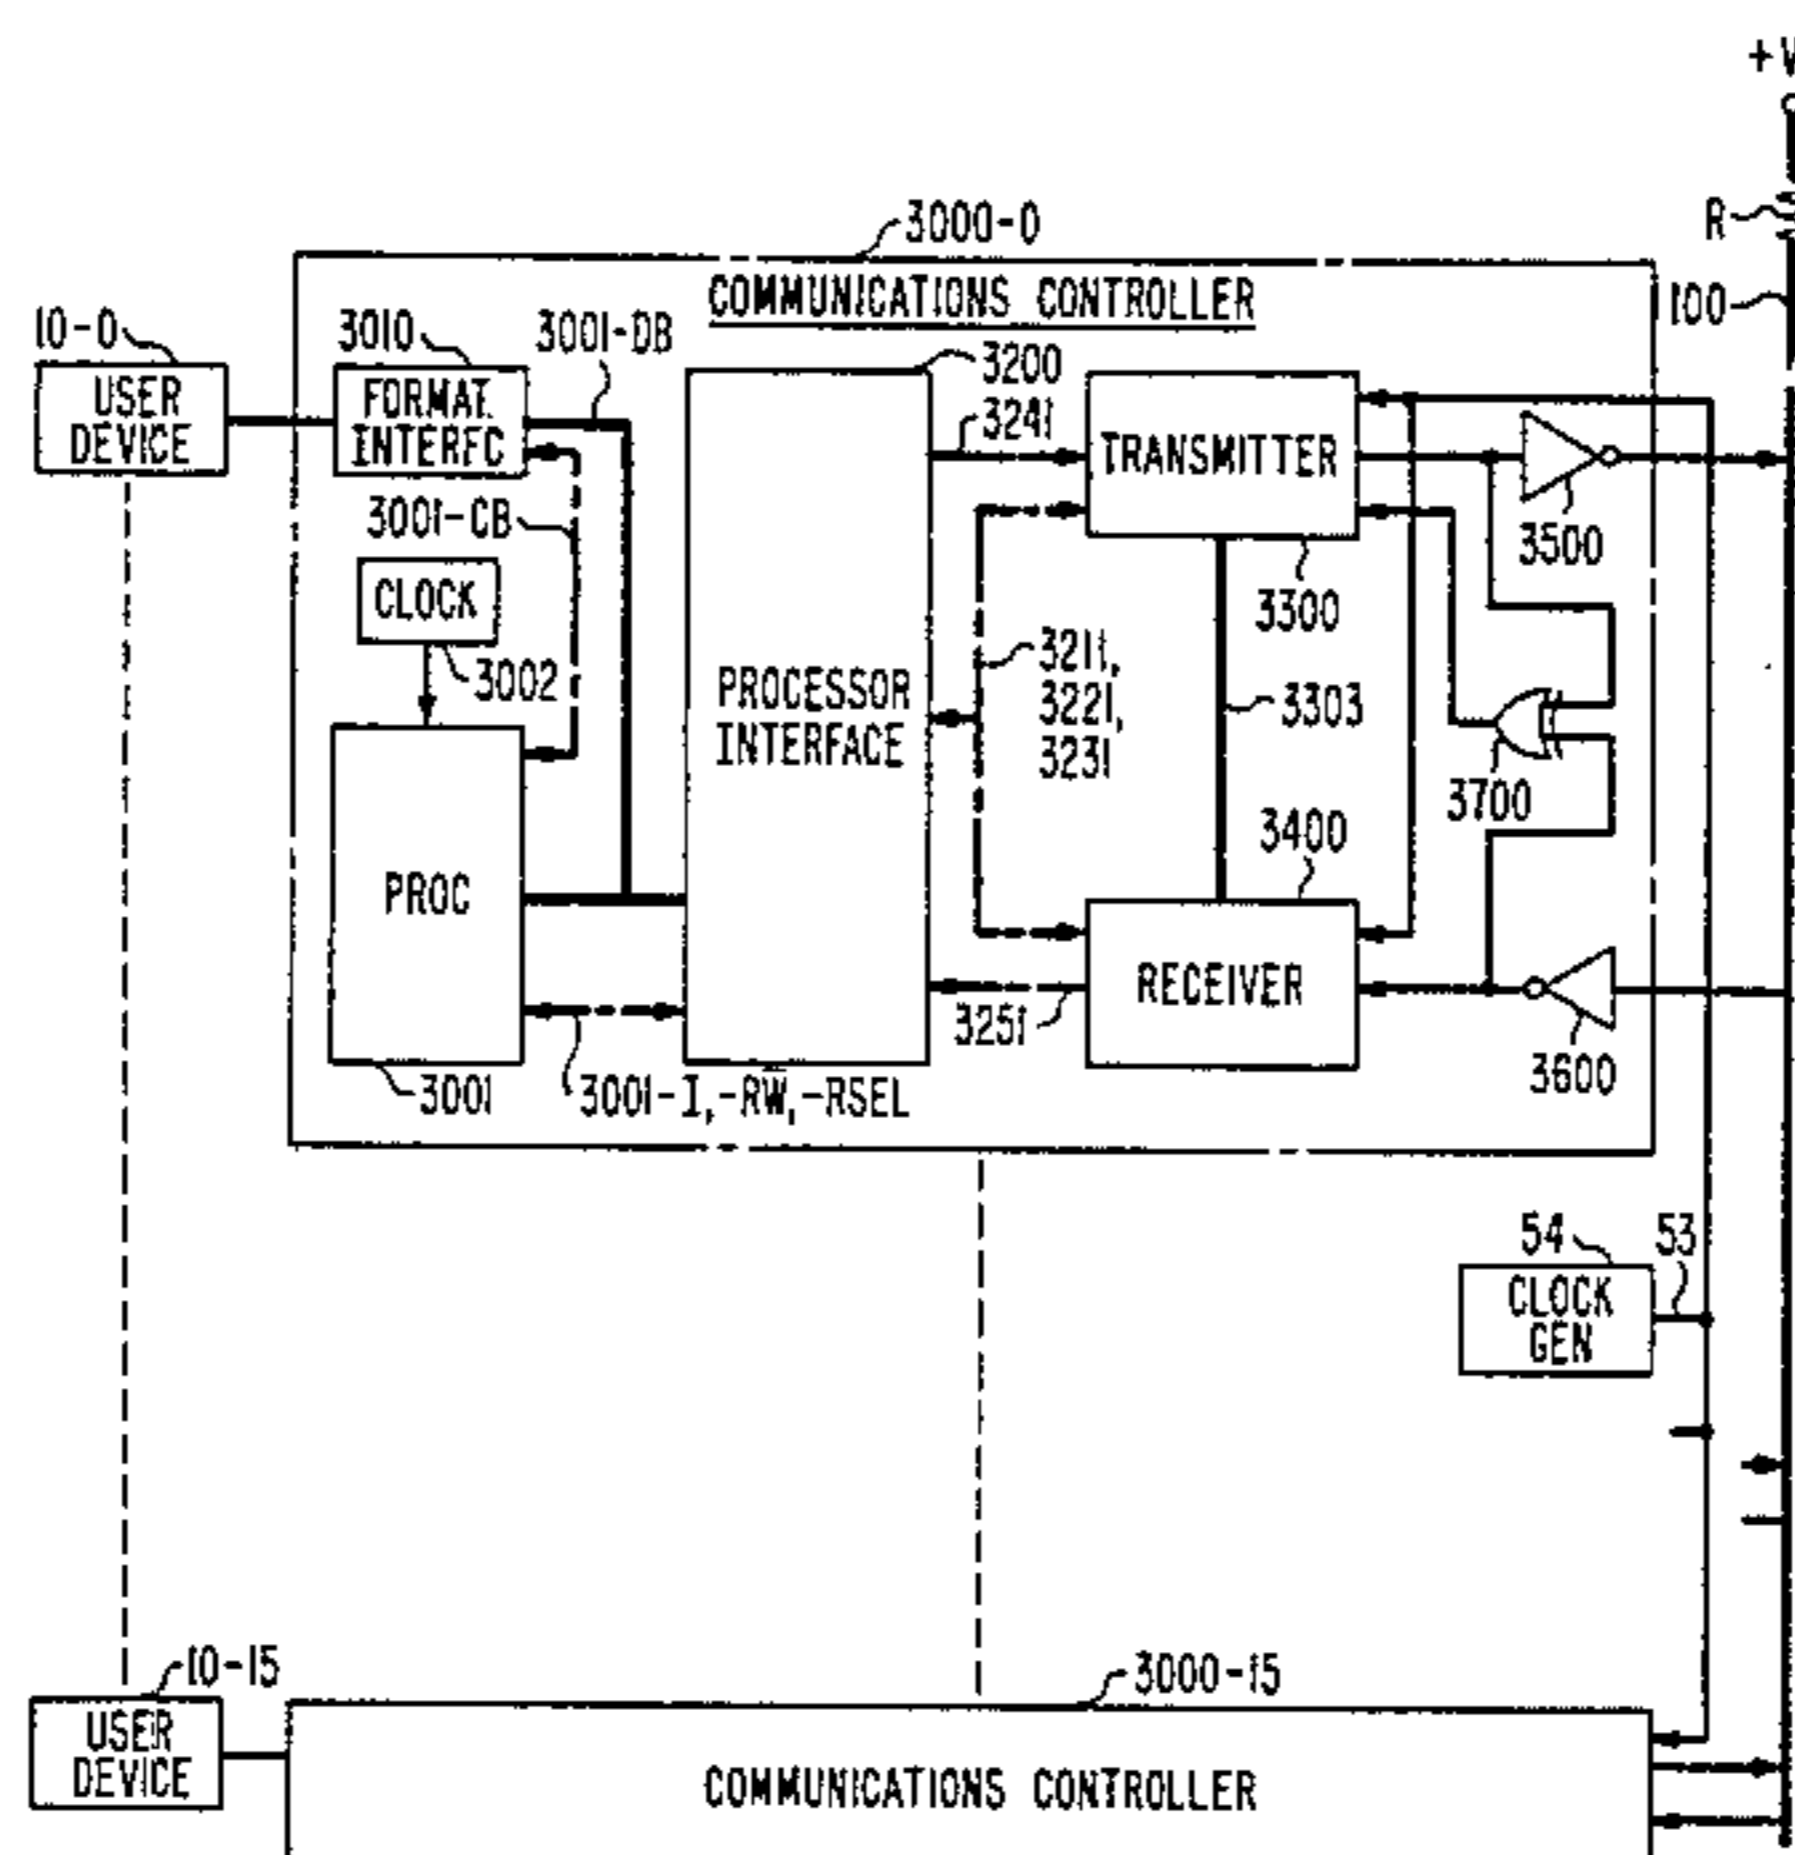 +V
R
100
3000-0
COMMUNICATIONS CONTROLLER
10-0
USER
DEVICE
3010
FORMAT
INTERFC
3001-DB
3001-CB
CLOCK
3002
PROC
3001
3001-I,-RW,-RSEL
3200
PROCESSOR
INTERFACE
3241
TRANSMITTER
3300
3211,
3221,
3231
3303
3400
RECEIVER
3251
3500
3700
3600
54
53
CLOCK
GEN
10-15
USER
DEVICE
3000-15
COMMUNICATIONS CONTROLLER